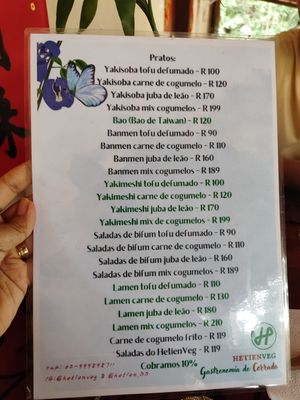 Pratos:
Yakisoba tofu defumado - R 100
Yakisoba carne de cogumelo - R 120
Yakisoba juba de leão - R 170
Yakisoba mix cogumelos - R 199
Bao (Bao de Taiwan) - R 120
Banmen tofu defumado - R 90
Banmen carne de cogumelo - R 110
Banmen juba de leão - R 160
Banmen mix cogumelos - R 189
Yakimeshi tofu defumado - R 100
Yakimeshi carne de cogumelo - R 120
Yakimeshi juba de leão - R 170
Yakimeshi mix de cogumelos - R 199
Saladas de bifum tofu defumado - R 90
Saladas de bifum carne de cogumelo - R 110
Saladas de bifum juba de leão - R 160
Saladas de bifum mix cogumelos - R 189
Lamen tofu defumado - R 110
Lamen carne de cogumelo - R 130
Lamen juba de leão - R 180
Lamen mix cogumelos - R 210
Carne de cogumelo frito - R 119
Saladas do HetienVeg - R 119
Cobramos 10%
HETIENVEG
Gastronomia do Cerrado